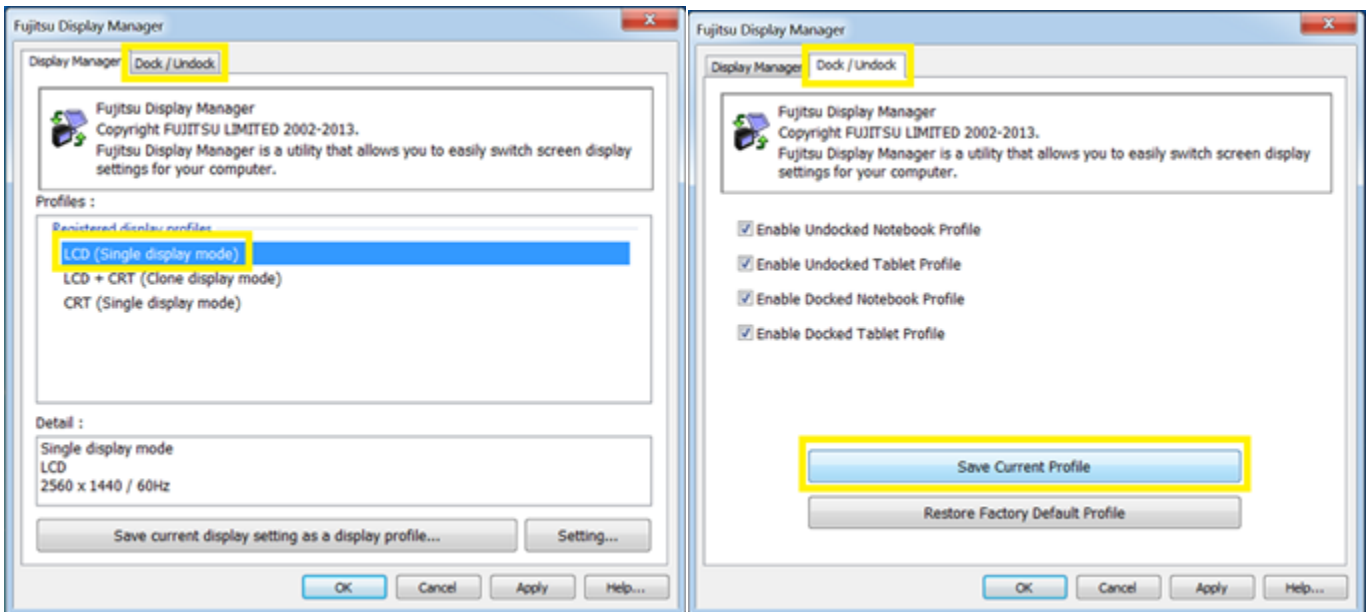 Fujitsu Display Manager
Display Manager
Dock / Undock
Fujitsu Display Manager
Copyright FUJITSU LIMITED 2002-2013.
Fujitsu Display Manager is a utility that allows you to easily switch screen display
settings for your computer.
Profiles :
Registered display profiles
LCD (Single display mode)
LCD + CRT (Clone display mode)
CRT (Single display mode)
Detail :
Single display mode
LCD
2560 x 1440 / 60Hz
Save current display setting as a display profile...
Setting...
OK
Cancel
Apply
Help...
Fujitsu Display Manager
Display Manager
Dock / Undock
Fujitsu Display Manager
Copyright FUJITSU LIMITED 2002-2013.
Fujitsu Display Manager is a utility that allows you to easily switch screen display
settings for your computer.
Enable Undocked Notebook Profile
Enable Undocked Tablet Profile
Enable Docked Notebook Profile
Enable Docked Tablet Profile
Save Current Profile
Restore Factory Default Profile
OK
Cancel
Apply
Help...